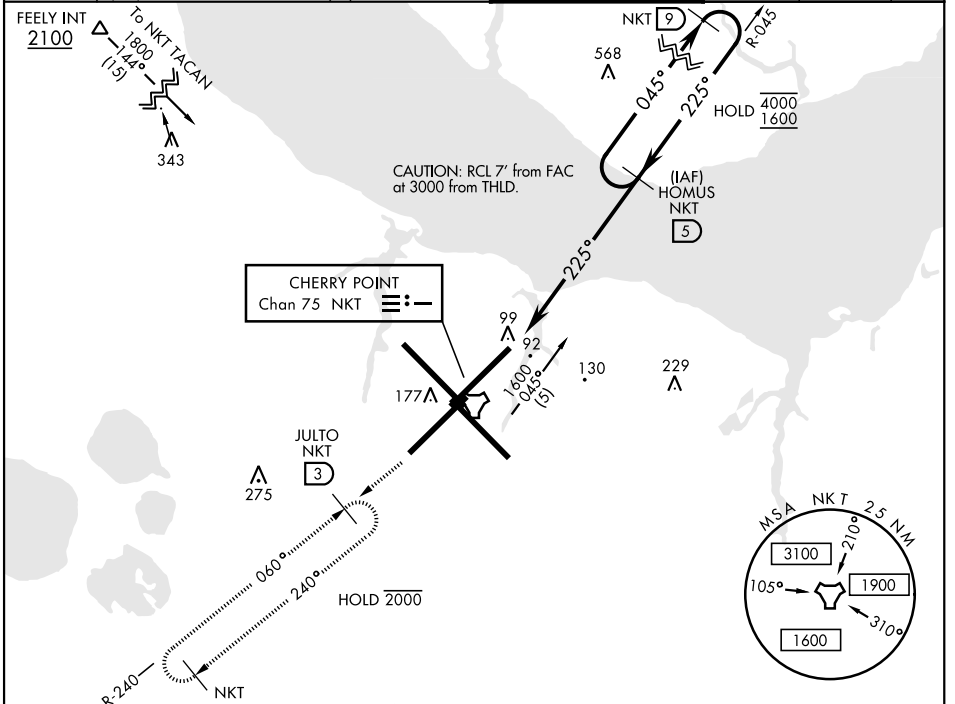 FEELY INT
2100
To NKT TACAN
1800
144°
(15)
343
NKT 9
R-045
568
045°
225°
HOLD 4000
1600
CAUTION: RCL 7' from FAC
at 3000 from THLD.
(IAF)
HOMUS
NKT
5
225°
CHERRY POINT
Chan 75 NKT
99
92
1600
045°
(5)
130
229
177
JULTO
NKT
3
275
060°
240°
HOLD 2000
R-240
NKT
MSA NKT 25 NM
3100
210°
105°
1900
310°
1600